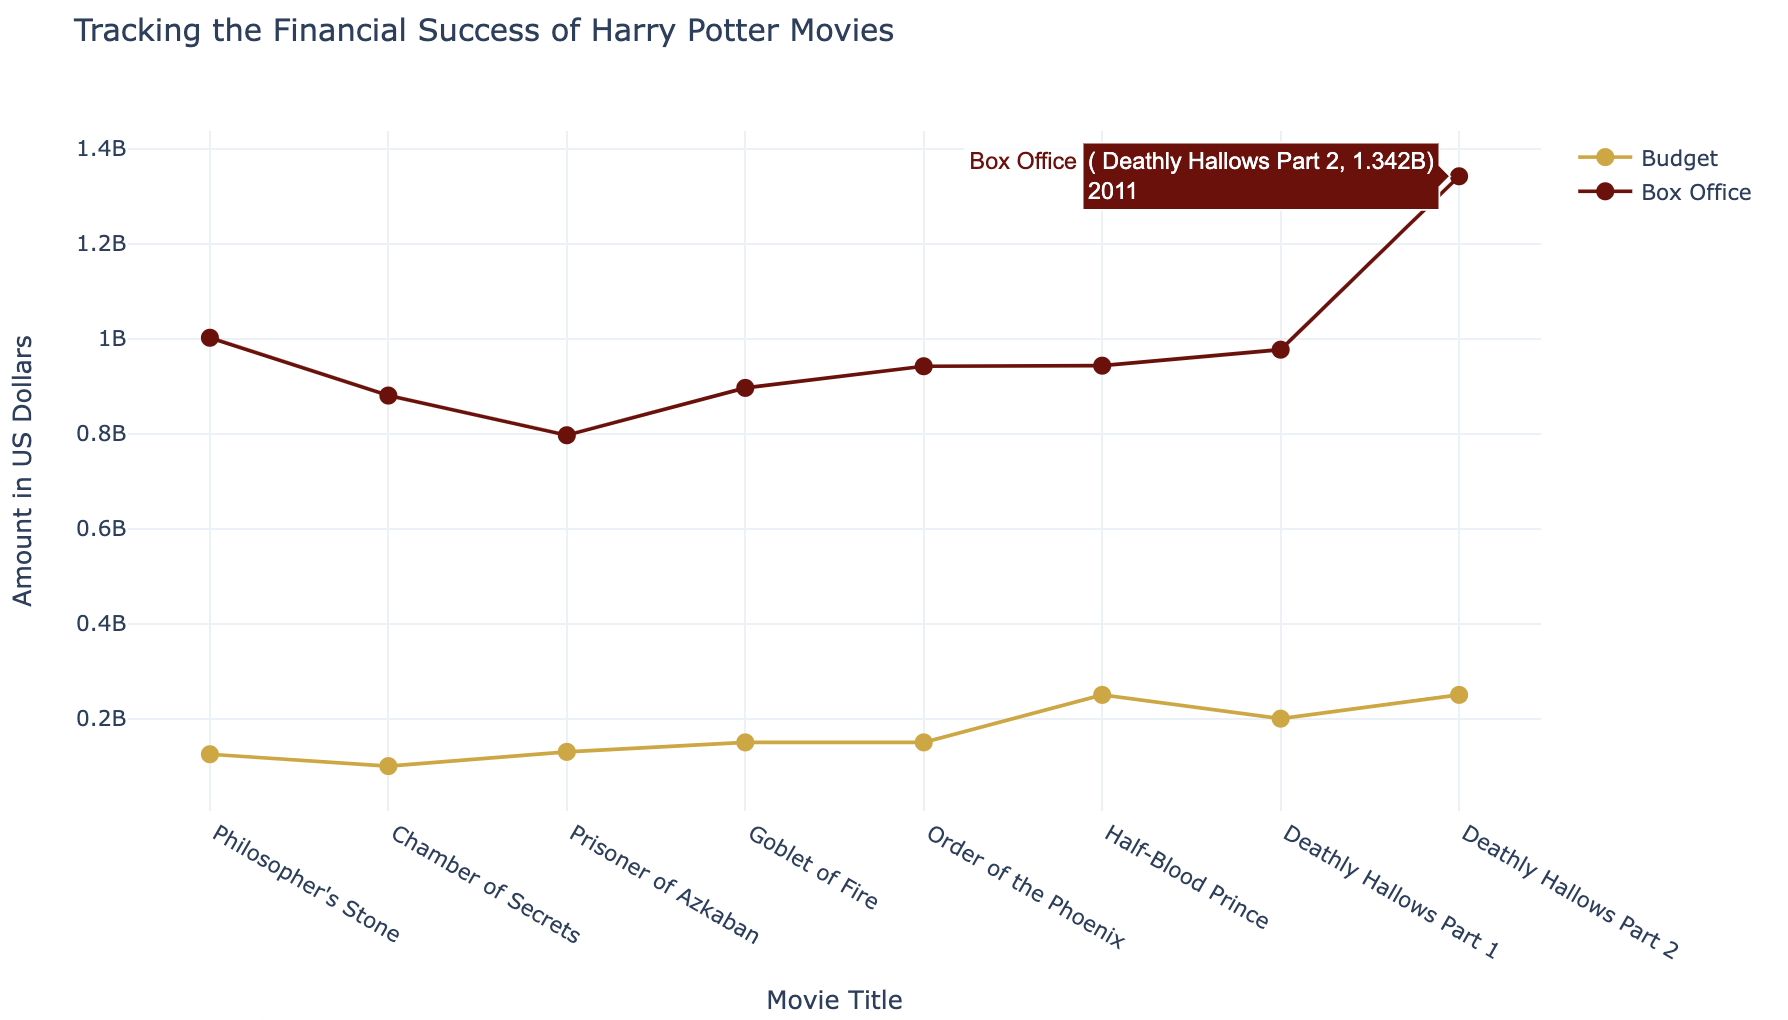 Tracking the Financial Success of Harry Potter Movies
1.4B
1.2B
1B
0.8B
0.6B
0.4B
0.2B
Amount in US Dollars
Box Office
( Deathly Hallows Part 2, 1.342B)
2011
Budget
Box Office
Philosopher's Stone
Chamber of Secrets
Prisoner of Azkaban
Goblet of Fire
Order of the Phoenix
Half-Blood Prince
Deathly Hallows Part 1
Deathly Hallows Part 2
Movie Title